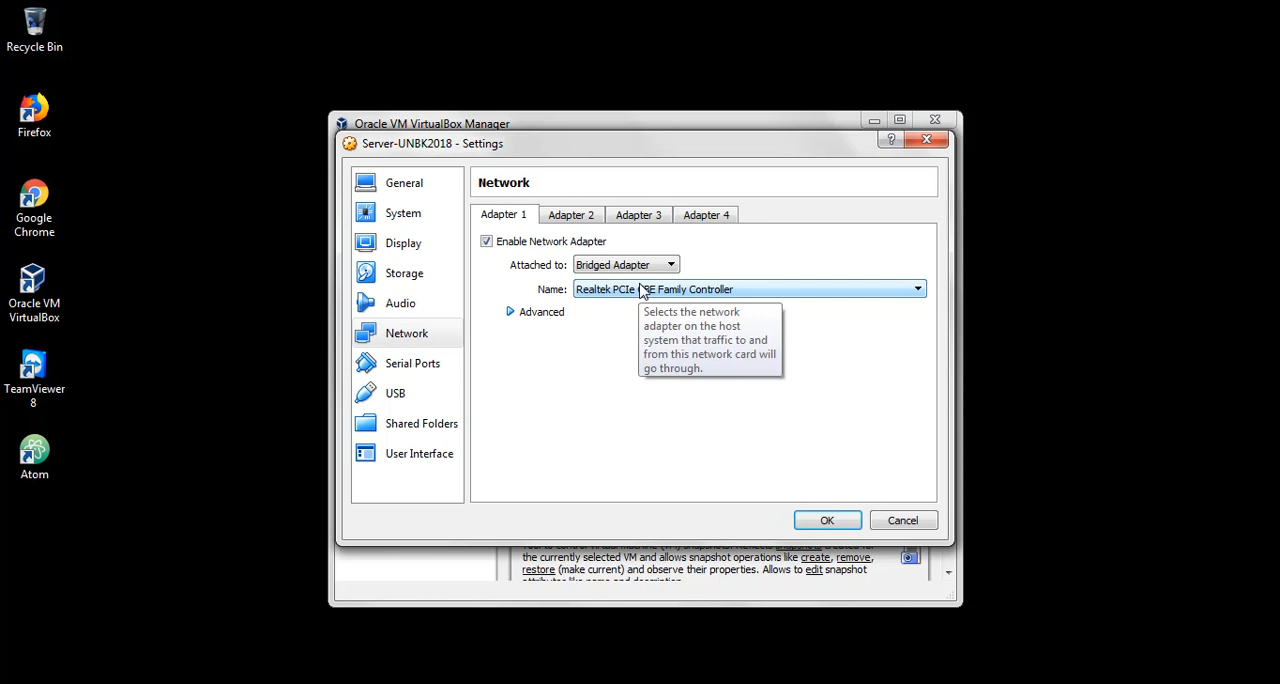 Recycle Bin
Firefox
Google
Chrome
Oracle VM
VirtualBox
TeamViewer
8
Atom
Oracle VM VirtualBox Manager
Server-UNBK2018 - Settings
General
System
Display
Storage
Audio
Network
Serial Ports
USB
Shared Folders
User Interface
Network
Adapter 1
Adapter 2
Adapter 3
Adapter 4
Enable Network Adapter
Attached to: Bridged Adapter
Name: Realtek PCIe GBE Family Controller
Advanced
Selects the network
adapter on the host
system that traffic to and
from this network card will
go through.
OK
Cancel
the currently selected VM and allows snapshot operations like create, remove,
restore (make current) and observe their properties. Allows to edit snapshot